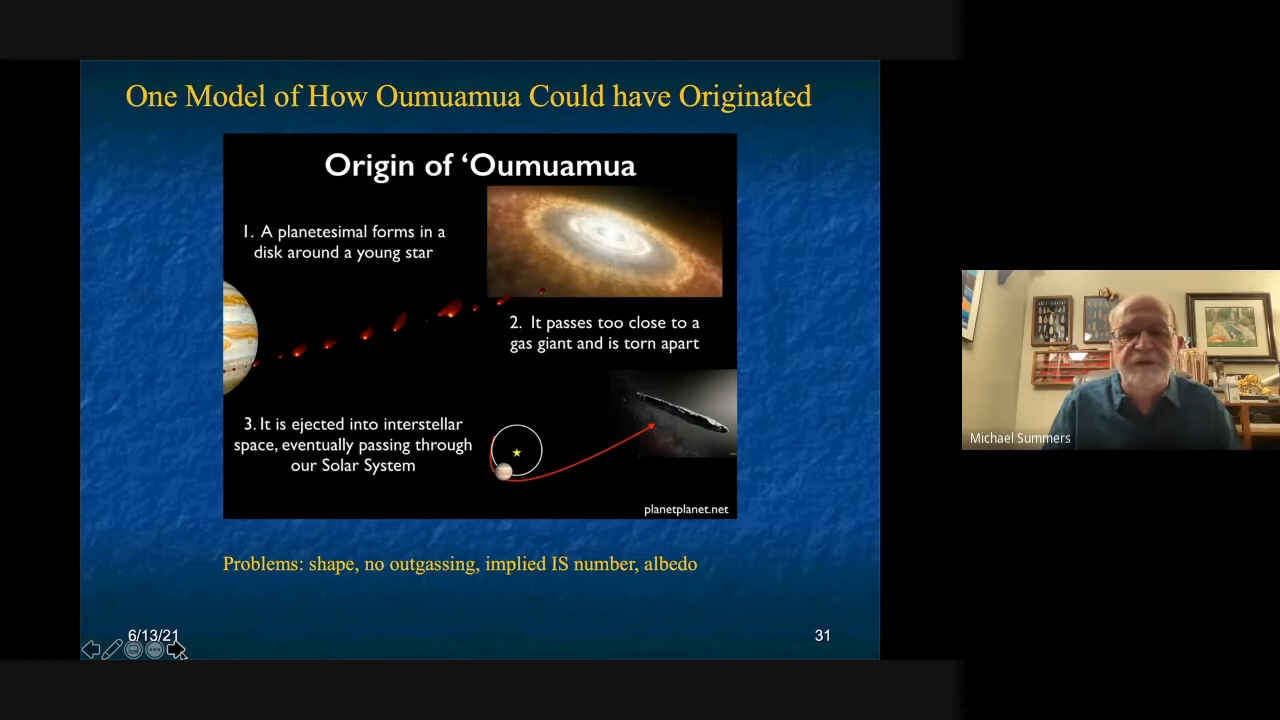 One Model of How Oumuamua Could have Originated
Origin of ‘Oumuamua
1. A planetesimal forms in a
disk around a young star
2. It passes too close to a
gas giant and is torn apart
3. It is ejected into interstellar
space, eventually passing through
our Solar System
planetplanet.net
Problems: shape, no outgassing, implied IS number, albedo
6/13/21
31
Michael Summers